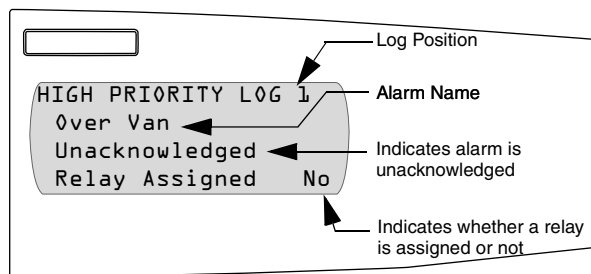 Log Position
HIGH PRIORITY LOG 1
Alarm Name
Over Van
Unacknowledged
Indicates alarm is
unacknowledged
Relay Assigned No
Indicates whether a relay
is assigned or not